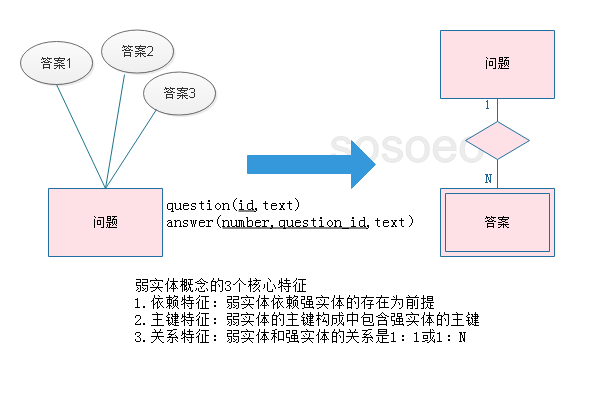 答案1
答案2
答案3
问题
question(id,text)
answer(number,question_id,text)
问题
1
sosoeo
N
答案
弱实体概念的3个核心特征
1.依赖特征：弱实体依赖强实体的存在为前提
2.主键特征：弱实体的主键构成中包含强实体的主键
3.关系特征：弱实体和强实体的关系是1：1或1：N